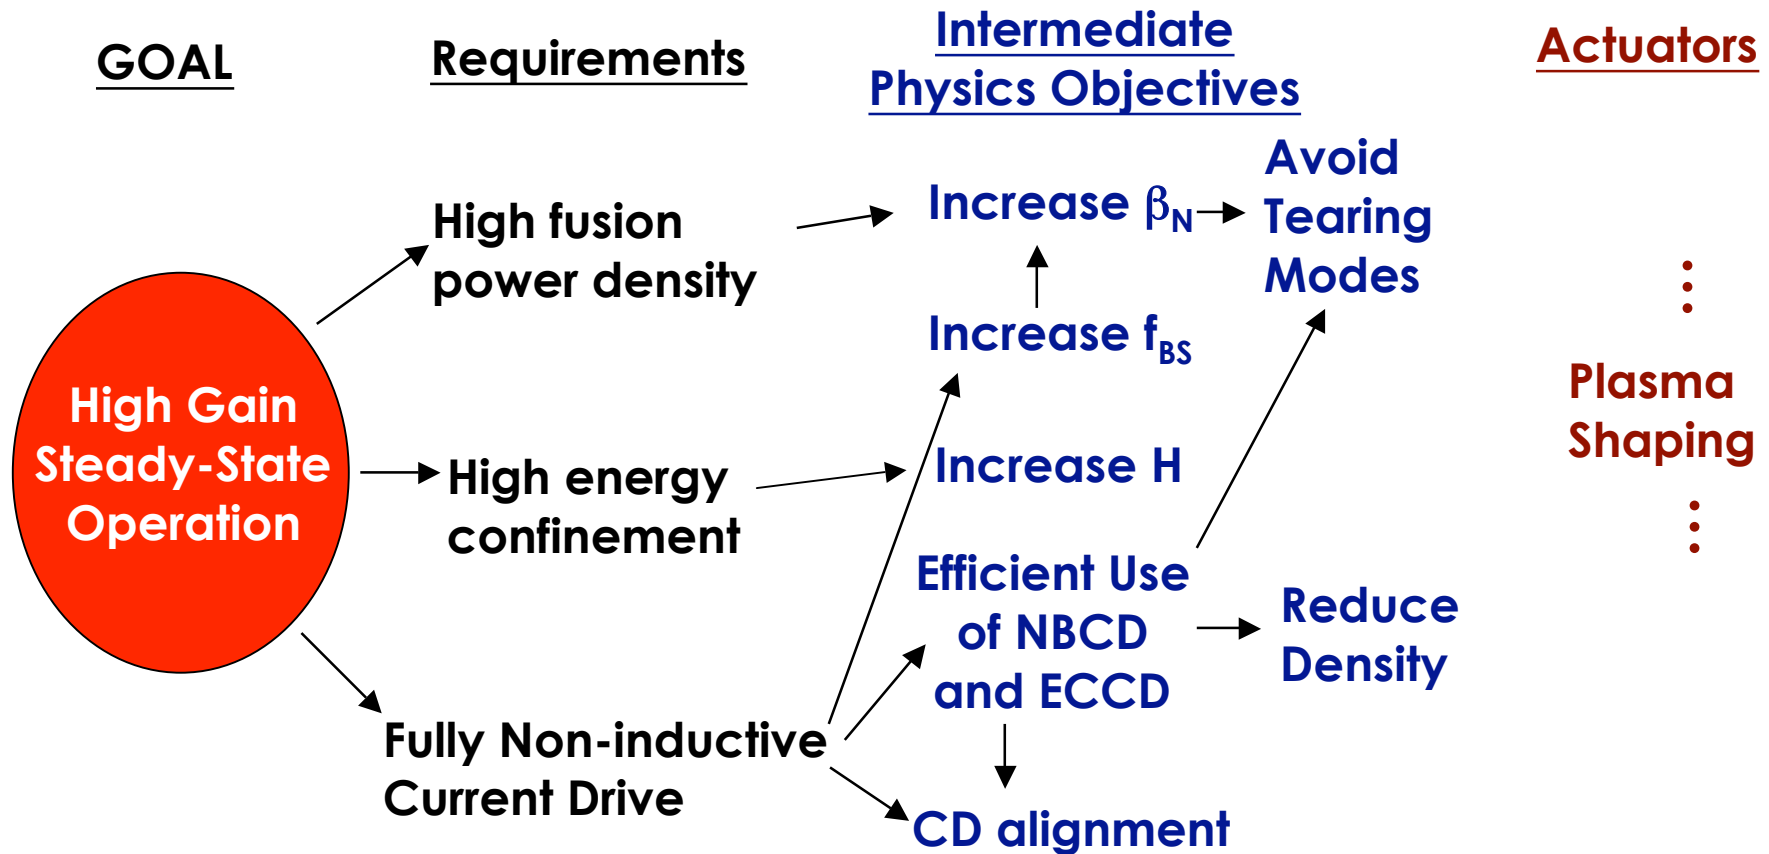 GOAL
Requirements
Intermediate
Physics Objectives
Actuators
High Gain
Steady-State
Operation
High fusion
power density
High energy
confinement
Fully Non-inductive
Current Drive
Increase βN
Increase fBS
Increase H
Efficient Use
of NBCD
and ECCD
CD alignment
Avoid
Tearing
Modes
Reduce
Density
Plasma
Shaping